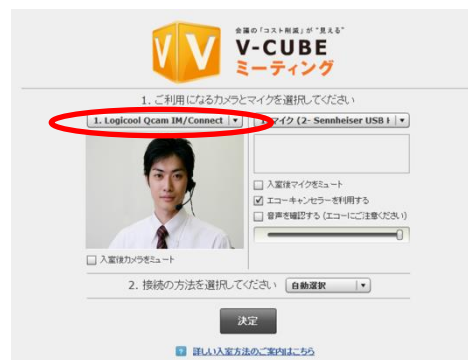 会議の「コスト削減」が"見える"
V-CUBE
ミーティング
1. ご利用になるカメラとマイクを選択してください
1. Logicool Qcam IM/Connect
マイク (2- Sennheiser USB H
入室後マイクをミュート
エコーキャンセラーを利用する
音声を確認する (エコーにご注意ください)
入室後カメラをミュート
2. 接続の方法を選択してください 自動選択
決定
詳しい入室方法のご案内はこちら